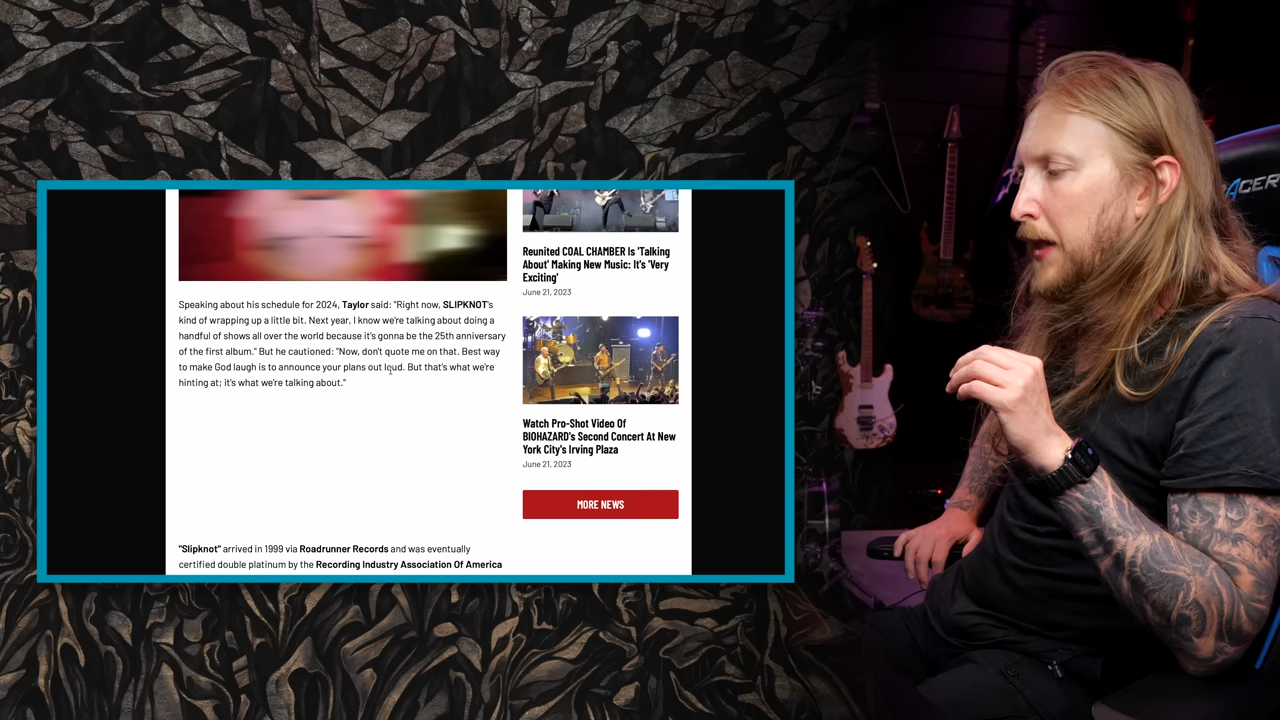 Speaking about his schedule for 2024, Taylor said: "Right now, SLIPKNOT's
kind of wrapping up a little bit. Next year, I know we're talking about doing a
handful of shows all over the world because it's gonna be the 25th anniversary
of the first album." But he cautioned: "Now, don't quote me on that. Best way
to make God laugh is to announce your plans out loud. But that's what we're
hinting at; it's what we're talking about."
"Slipknot" arrived in 1999 via Roadrunner Records and was eventually
certified double platinum by the Recording Industry Association Of America
Reunited COAL CHAMBER Is 'Talking
About' Making New Music: It's 'Very
Exciting'
June 21, 2023
Watch Pro-Shot Video Of
BIOHAZARD's Second Concert At New
York City's Irving Plaza
June 21, 2023
MORE NEWS
ACER